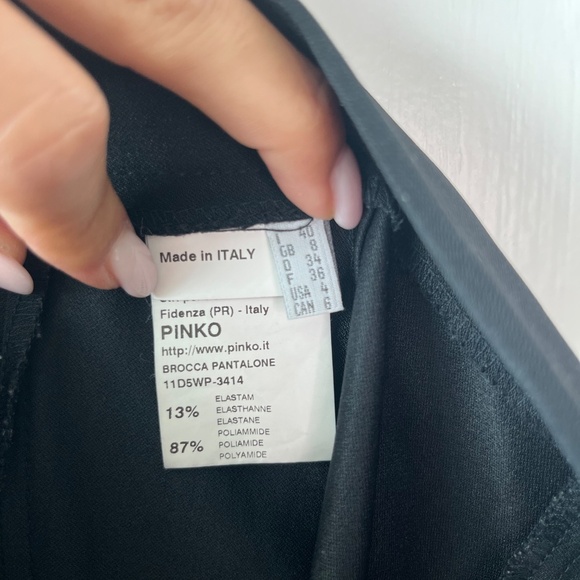 Made in ITALY
I 40
GB 8
D 34
F 36
USA 4
CAN 6
Fidenza (PR) - Italy
PINKO
http://www.pinko.it
BROCCA PANTALONE
11D5WP-3414
13% ELASTAM
ELASTHANNE
ELASTANE
87% POLIAMMIDE
POLIAMIDE
POLYAMIDE